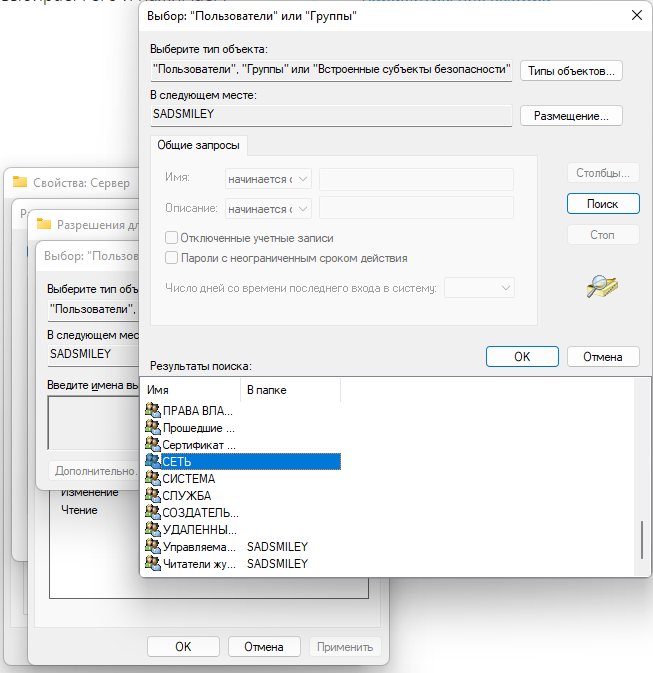 Выбор: "Пользователи" или "Группы"
Выберите тип объекта:
"Пользователи", "Группы" или "Встроенные субъекты безопасности"
Типы объектов...
В следующем месте:
SADSMILEY
Размещение...
Общие запросы
Имя:
начинается с
Описание:
начинается с
Отключенные учетные записи
Пароли с неограниченным сроком действия
Число дней со времени последнего входа в систему:
Столбцы...
Поиск
Стоп
OK
Отмена
Результаты поиска:
Имя
В папке
ПРАВА ВЛА...
Прошедшие ...
Сертификат ...
СЕТЬ
СИСТЕМА
СЛУЖБА
СОЗДАТЕЛЬ...
УДАЛЕННЫ...
Управляема... SADSMILEY
Читатели жу... SADSMILEY
Свойства: Сервер
Разрешения дл
Выбор: "Пользов
Выберите тип объ
"Пользователи",
В следующем мест
SADSMILEY
Введите имена вы
Дополнительно.
Изменение
Чтение
OK
Отмена
Применить